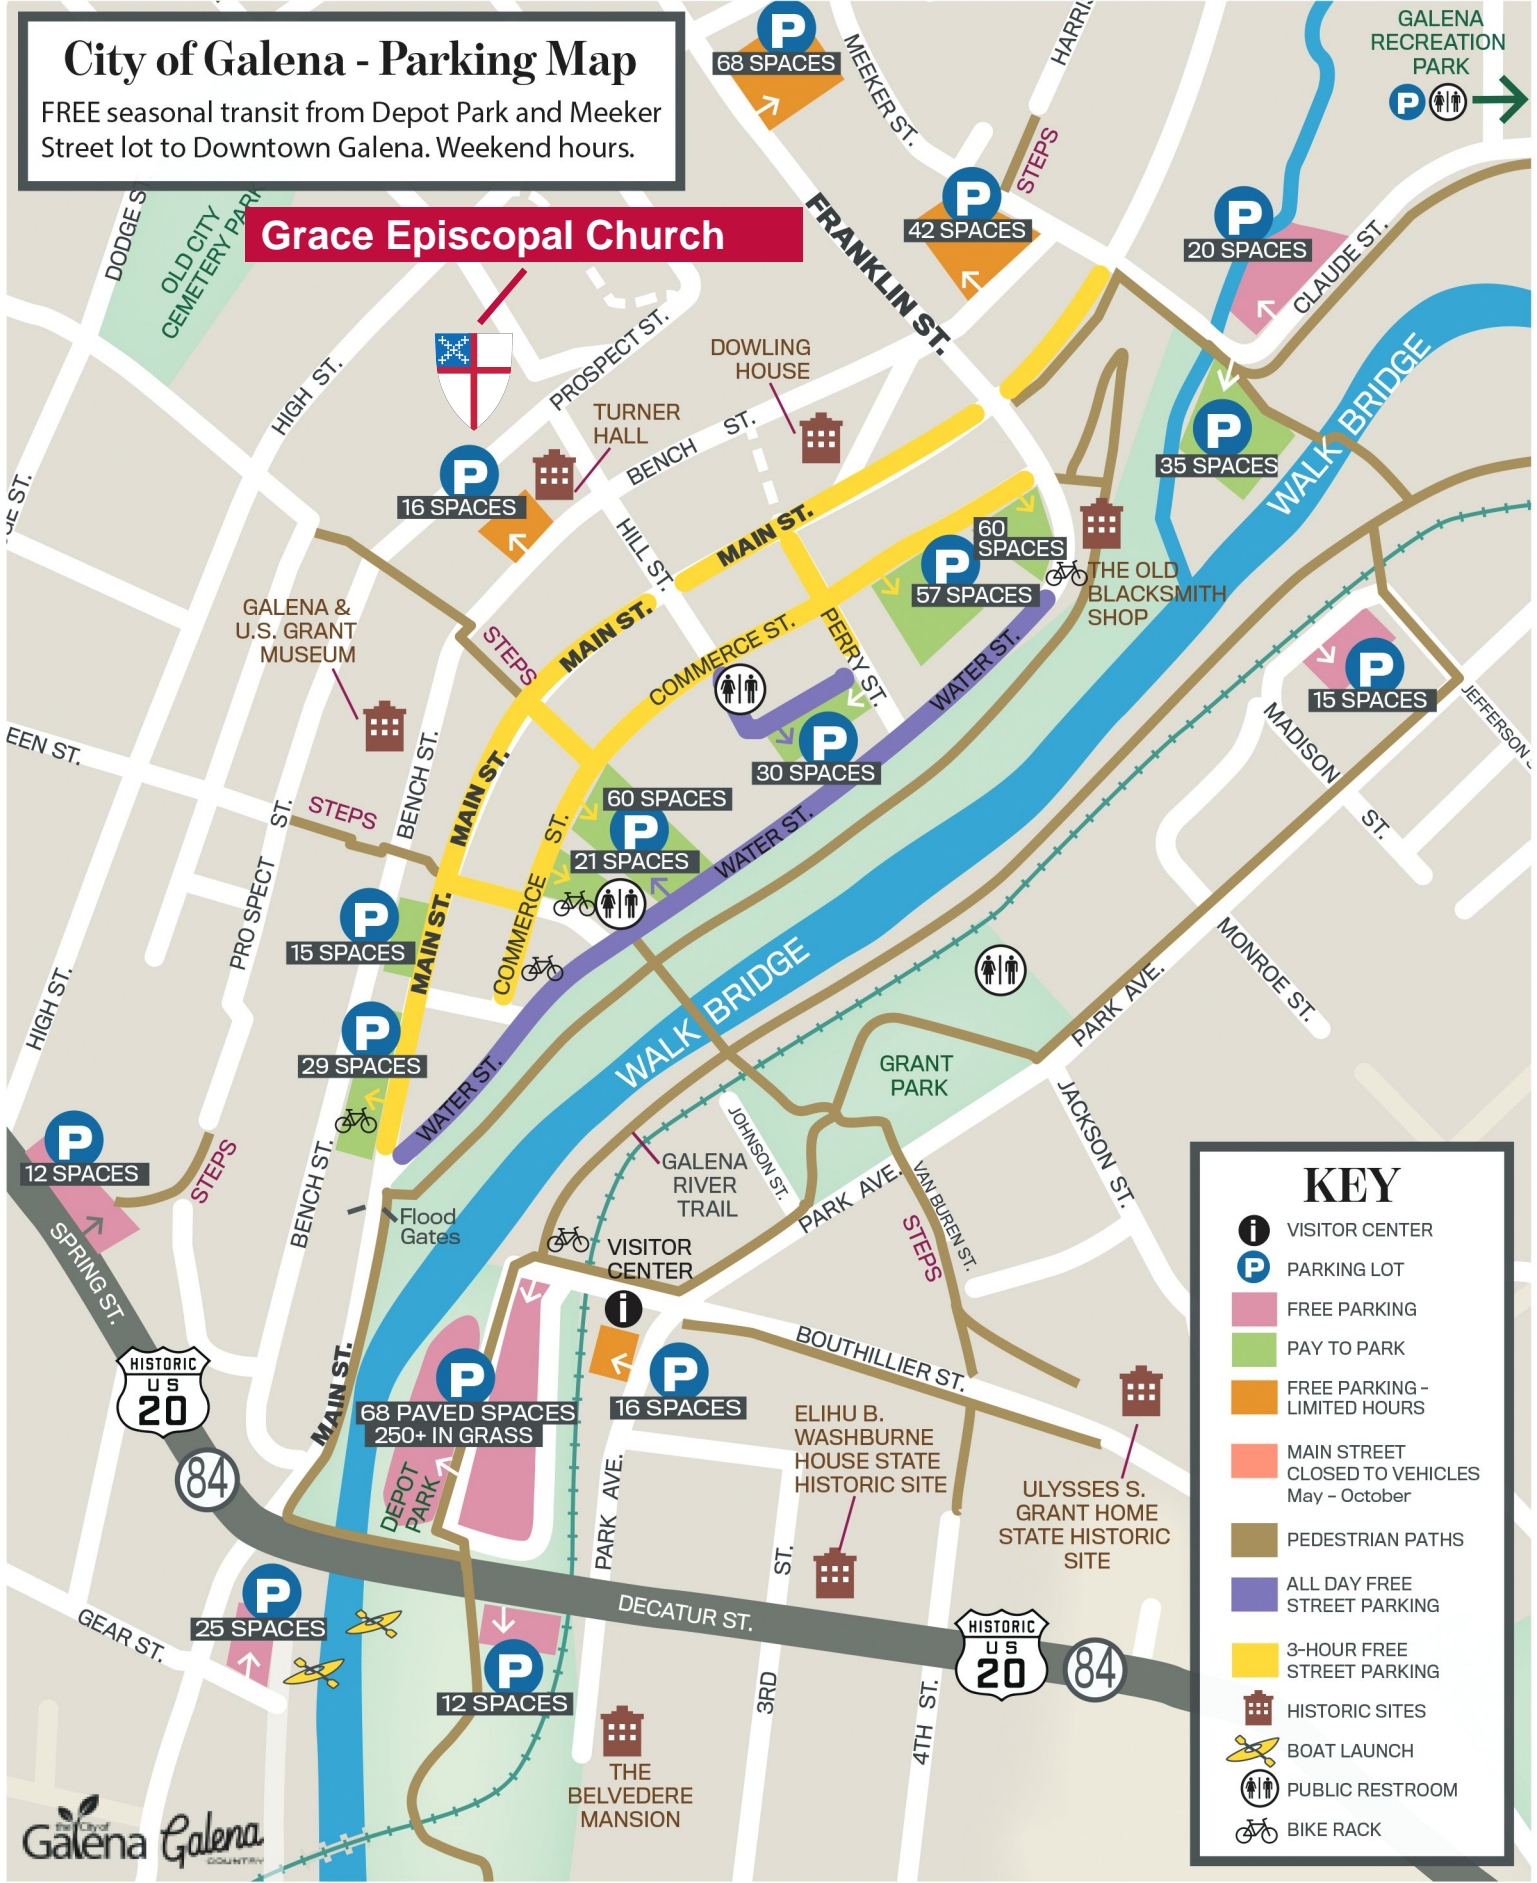 City of Galena - Parking Map
FREE seasonal transit from Depot Park and Meeker
Street lot to Downtown Galena. Weekend hours.
GALENA
RECREATION
PARK
P
P
68 SPACES
MEEKER ST.
HARRIS
STEPS
DODGE ST
OLD CITY
CEMETERY PARK
Grace Episcopal Church
FRANKLIN ST.
P
42 SPACES
P
20 SPACES
CLAUDE ST.
HIGH ST.
PROSPECT ST.
DOWLING
HOUSE
TURNER
HALL
BENCH ST.
P
35 SPACES
WALK BRIDGE
GE ST.
P
16 SPACES
HILL ST.
MAIN ST.
60
SPACES
P
57 SPACES
THE OLD
BLACKSMITH
SHOP
GALENA &
U.S. GRANT
MUSEUM
STEPS
MAIN ST.
COMMERCE ST.
PERRY ST.
WATER ST.
P
15 SPACES
JEFFERSON S
MADISON ST.
EEN ST.
BENCH ST.
MAIN ST.
P
30 SPACES
STEPS
60 SPACES
P
21 SPACES
WATER ST.
PROSPECT ST.
COMMERCE ST.
P
15 SPACES
MAIN ST.
HIGH ST.
WALK BRIDGE
MONROE ST.
PARK AVE.
P
29 SPACES
WATER ST.
GRANT
PARK
JACKSON ST.
P
12 SPACES
STEPS
BENCH ST.
Flood
Gates
GALENA
RIVER
TRAIL
JOHNSON ST.
PARK AVE.
VAN BUREN ST.
STEPS
SPRING ST.
VISITOR
CENTER
i
HISTORIC
US
20
84
MAIN ST.
P
68 PAVED SPACES
250+ IN GRASS
DEPOT
PARK
P
16 SPACES
BOUTHILLIER ST.
ELIHU B.
WASHBURNE
HOUSE STATE
HISTORIC SITE
ULYSSES S.
GRANT HOME
STATE HISTORIC
SITE
PARK AVE.
3RD ST.
4TH ST.
DECATUR ST.
HISTORIC
US
20
84
GEAR ST.
P
25 SPACES
P
12 SPACES
THE
BELVEDERE
MANSION
the City of
Galena
Galena
COUNTRY
KEY
i VISITOR CENTER
P PARKING LOT
FREE PARKING
PAY TO PARK
FREE PARKING -
LIMITED HOURS
MAIN STREET
CLOSED TO VEHICLES
May - October
PEDESTRIAN PATHS
ALL DAY FREE
STREET PARKING
3-HOUR FREE
STREET PARKING
HISTORIC SITES
BOAT LAUNCH
PUBLIC RESTROOM
BIKE RACK